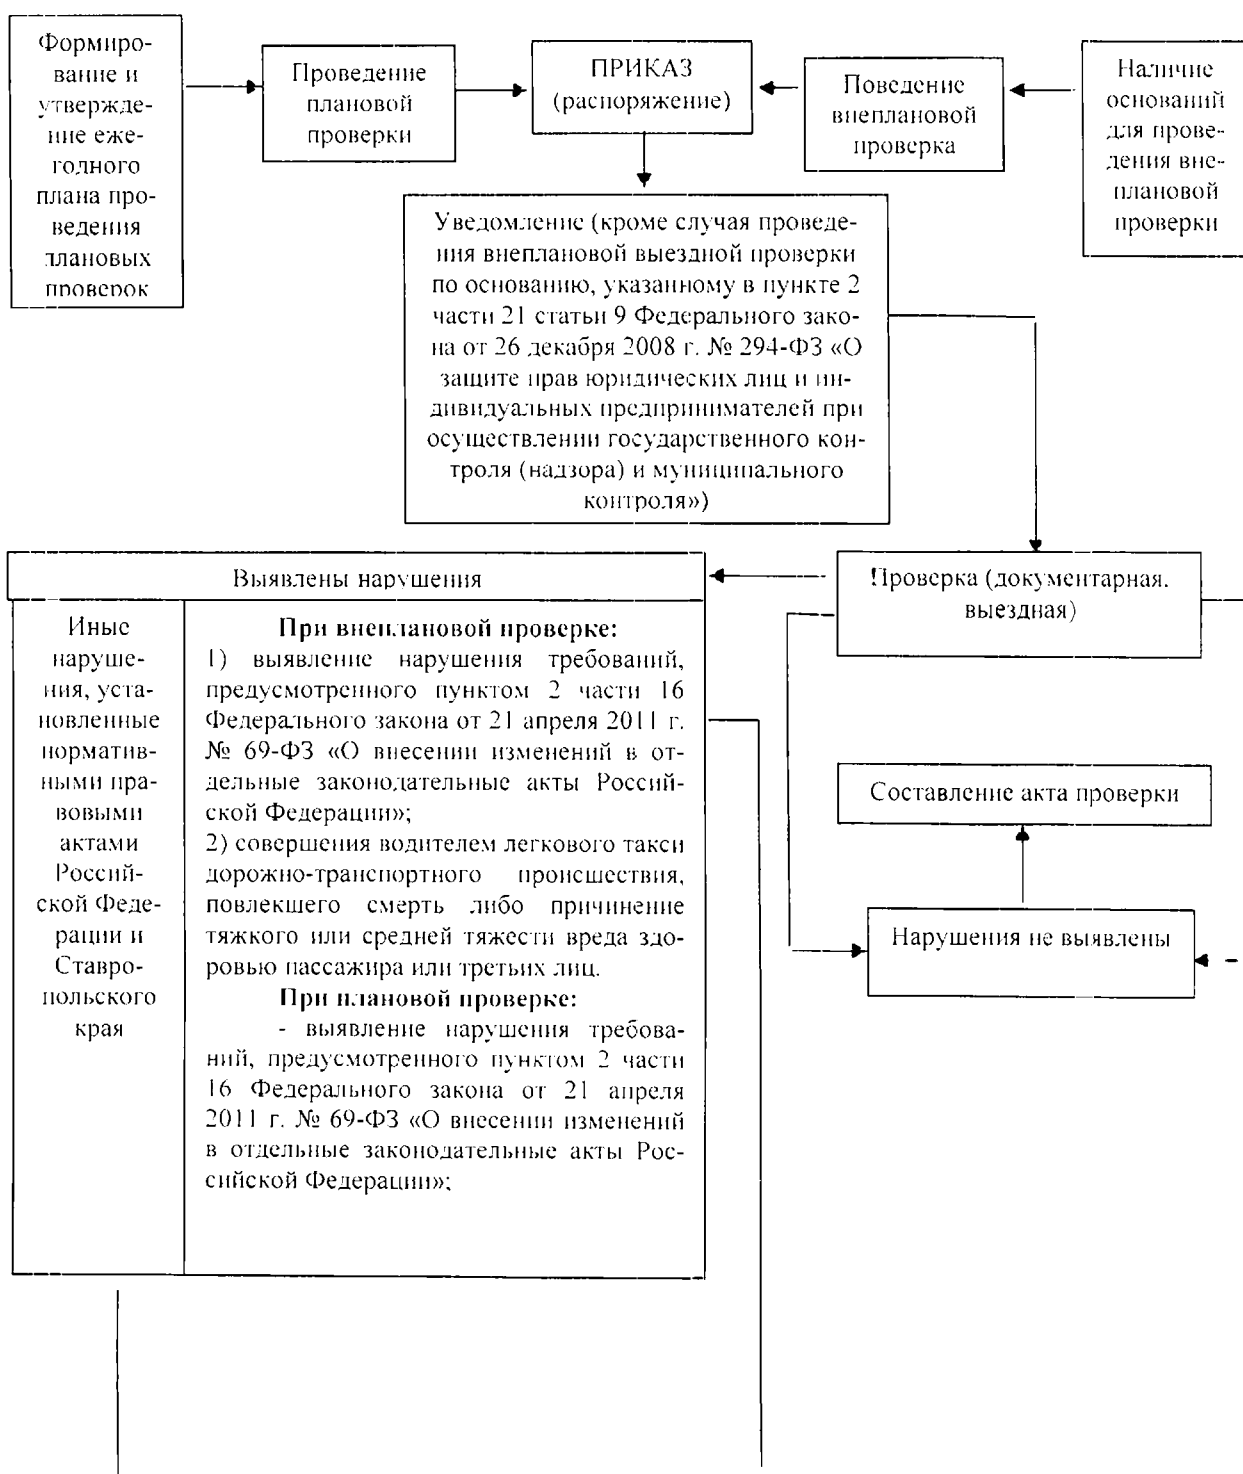 Формиро-
вание и
утвержде-
ние еже-
годного
плана про-
ведения
плановых
проверок
Проведение
плановой
проверки
ПРИКАЗ
(распоряжение)
Поведение
внеплановой
проверка
Наличие
оснований
для прове-
дения вне-
плановой
проверки
Уведомление (кроме случая проведе-
ния внеплановой выездной проверки
по основанию, указанному в пункте 2
части 21 статьи 9 Федерального зако-
на от 26 декабря 2008 г. № 294-ФЗ «О
защите прав юридических лиц и ин-
дивидуальных предпринимателей при
осуществлении государственного кон-
троля (надзора) и муниципального
контроля»)
Проверка (документарная,
выездная)
Выявлены нарушения
Иные
наруше-
ния, уста-
новленные
норматив-
ными пра-
вовыми
актами
Россий-
ской Феде-
рации и
Ставро-
польского
края
При внеплановой проверке:
1) выявление нарушения требований,
предусмотренного пунктом 2 части 16
Федерального закона от 21 апреля 2011 г.
№ 69-ФЗ «О внесении изменений в от-
дельные законодательные акты Россий-
ской Федерации»;
2) совершения водителем легкового такси
дорожно-транспортного происшествия,
повлекшего смерть либо причинение
тяжкого или средней тяжести вреда здо-
ровью пассажира или третьих лиц.
При плановой проверке:
- выявление нарушения требова-
ний, предусмотренного пунктом 2 части
16 Федерального закона от 21 апреля
2011 г. № 69-ФЗ «О внесении изменений
в отдельные законодательные акты Рос-
сийской Федерации»;
Составление акта проверки
Нарушения не выявлены